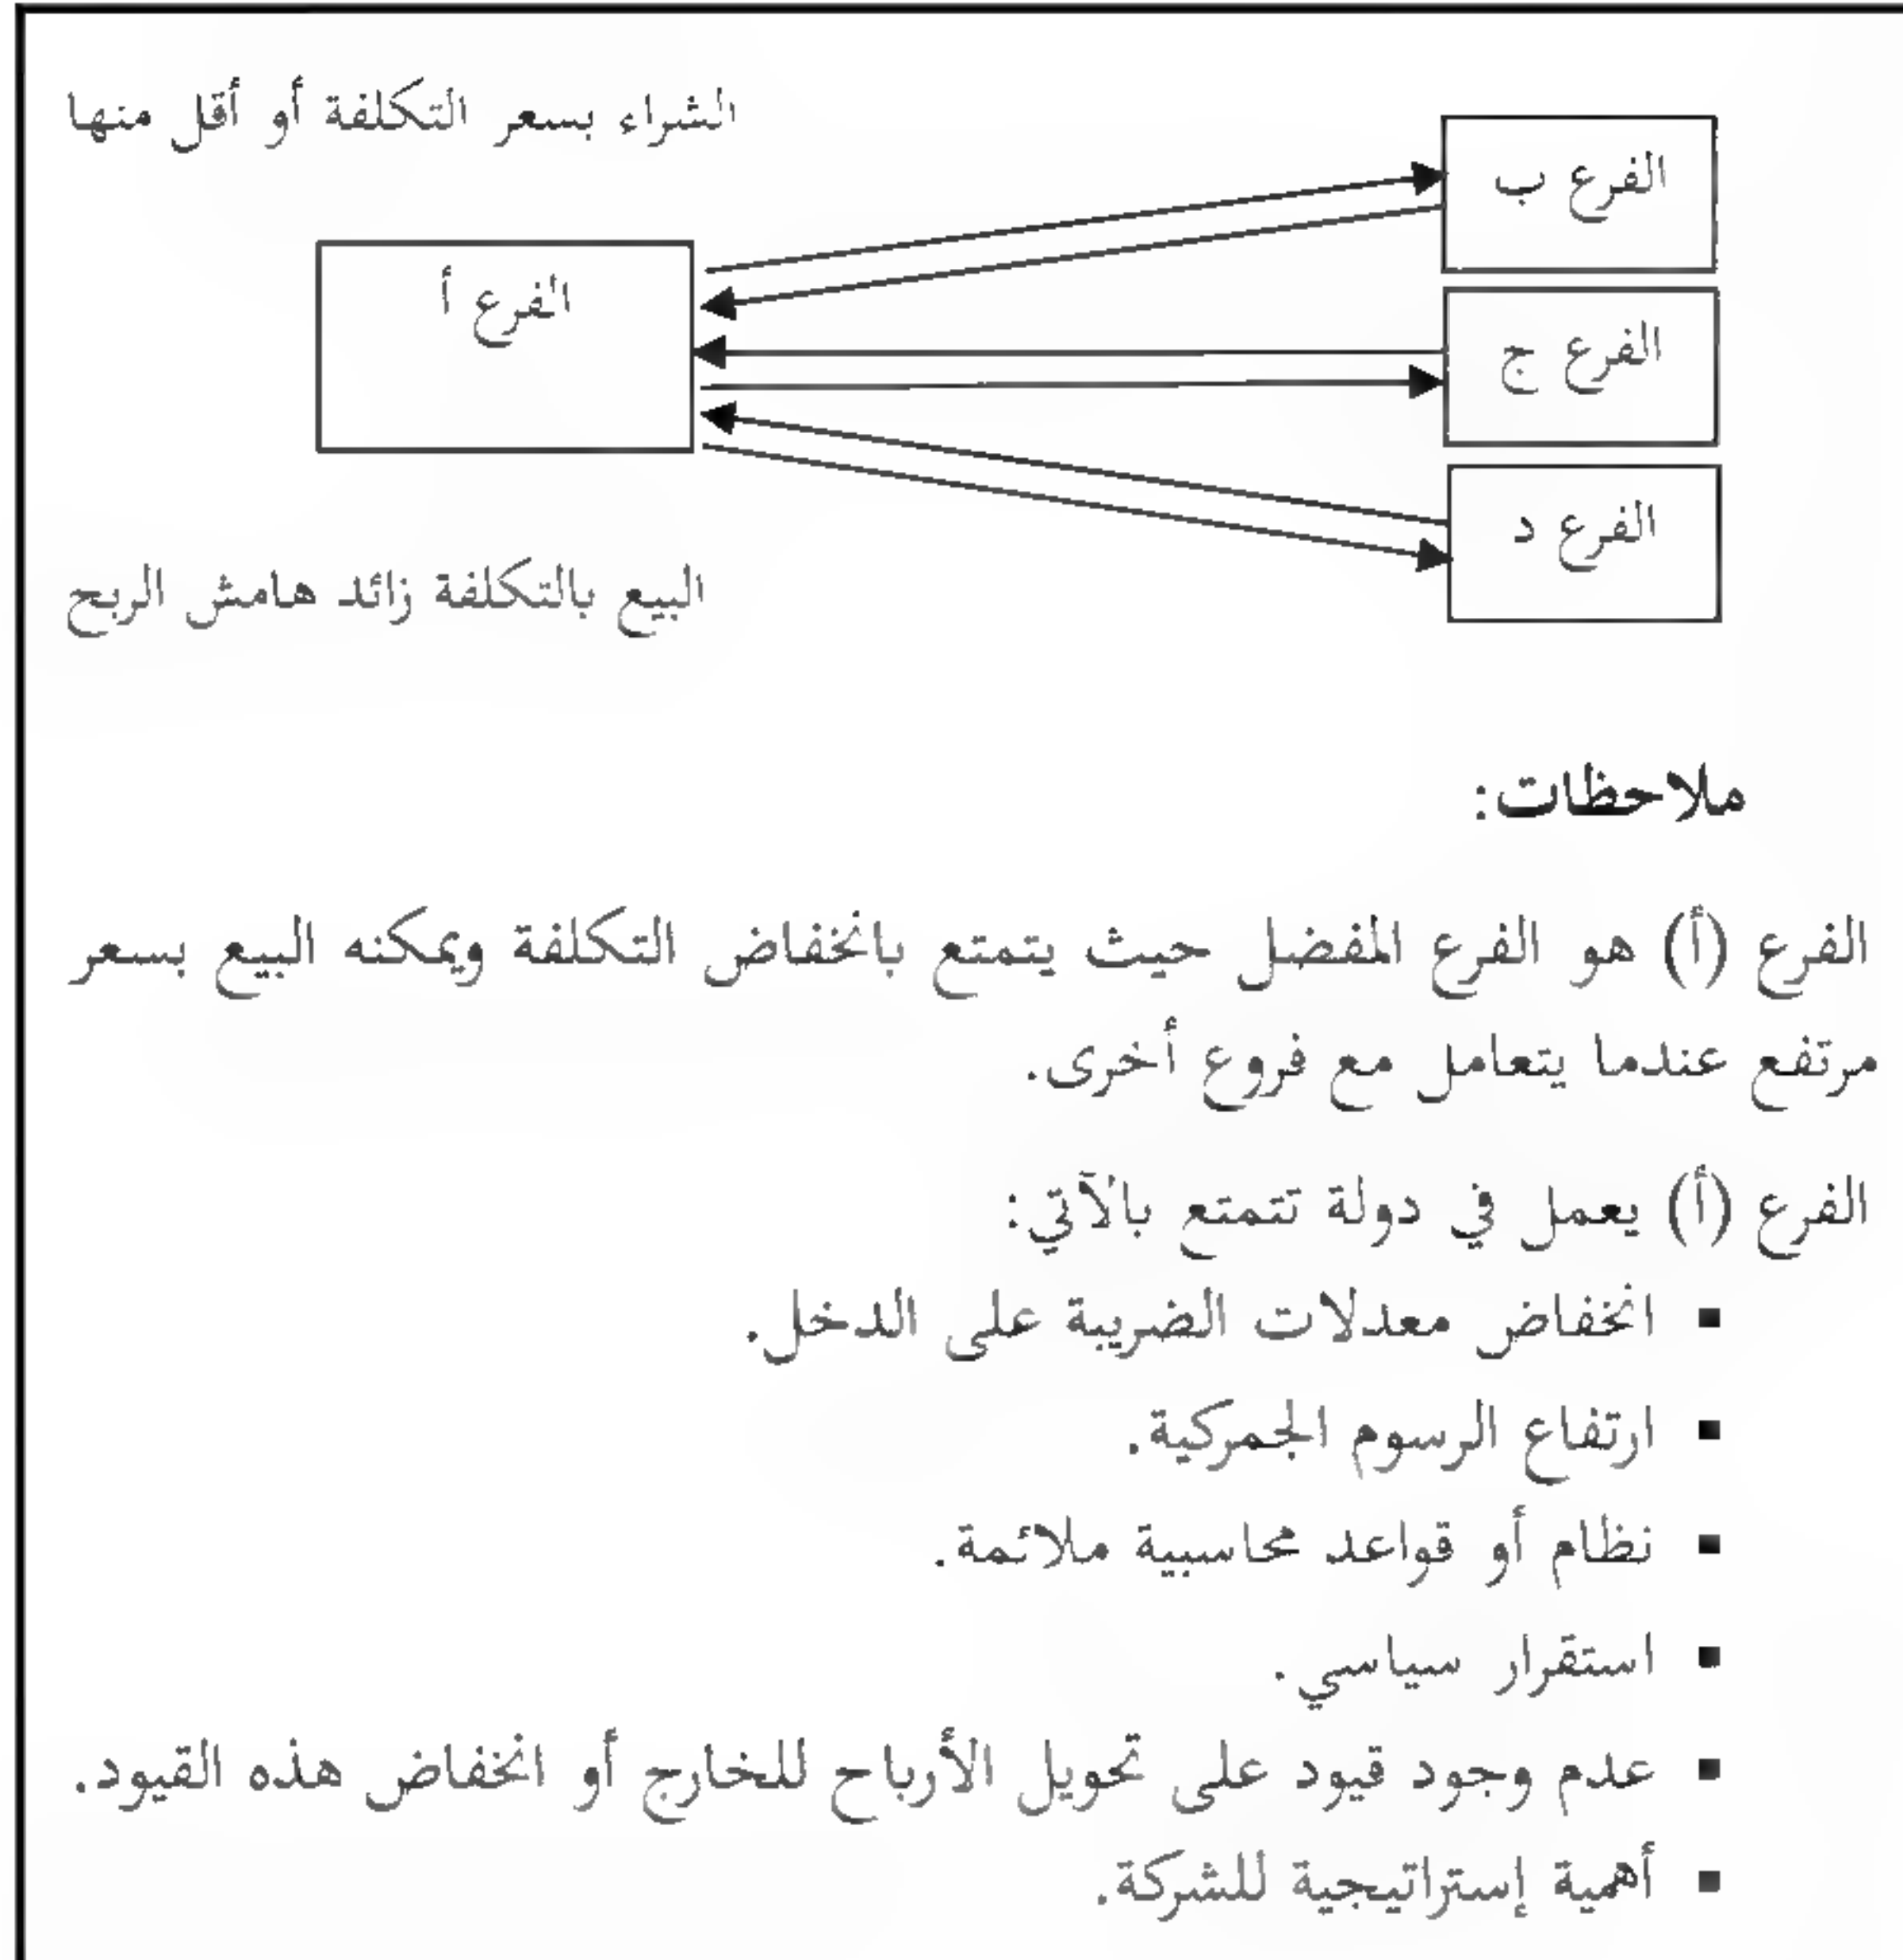 الشراء بسعر التكلفة أو أقل منها
الفرع ب
الفرع أ
الفرع ج
الفرع د
البيع بالتكلفة زائد هامش الربح
ملاحظات:
الفرع (أ) هو الفرع المفضل حيث يتمتع بانخفاض التكلفة ويمكنه البيع بسعر
مرتفع عندما يتعامل مع فروع أخرى.
الفرع (أ) يعمل في دولة تتمتع بالآتي:
▪ انخفاض معدلات الضريبة على الدخل.
▪ ارتفاع الرسوم الجمركية.
▪ نظام أو قواعد محاسبية ملائمة.
▪ استقرار سياسي.
▪ عدم وجود قيود على تحويل الأرباح للخارج أو انخفاض هذه القيود.
▪ أهمية إستراتيجية للشركة.